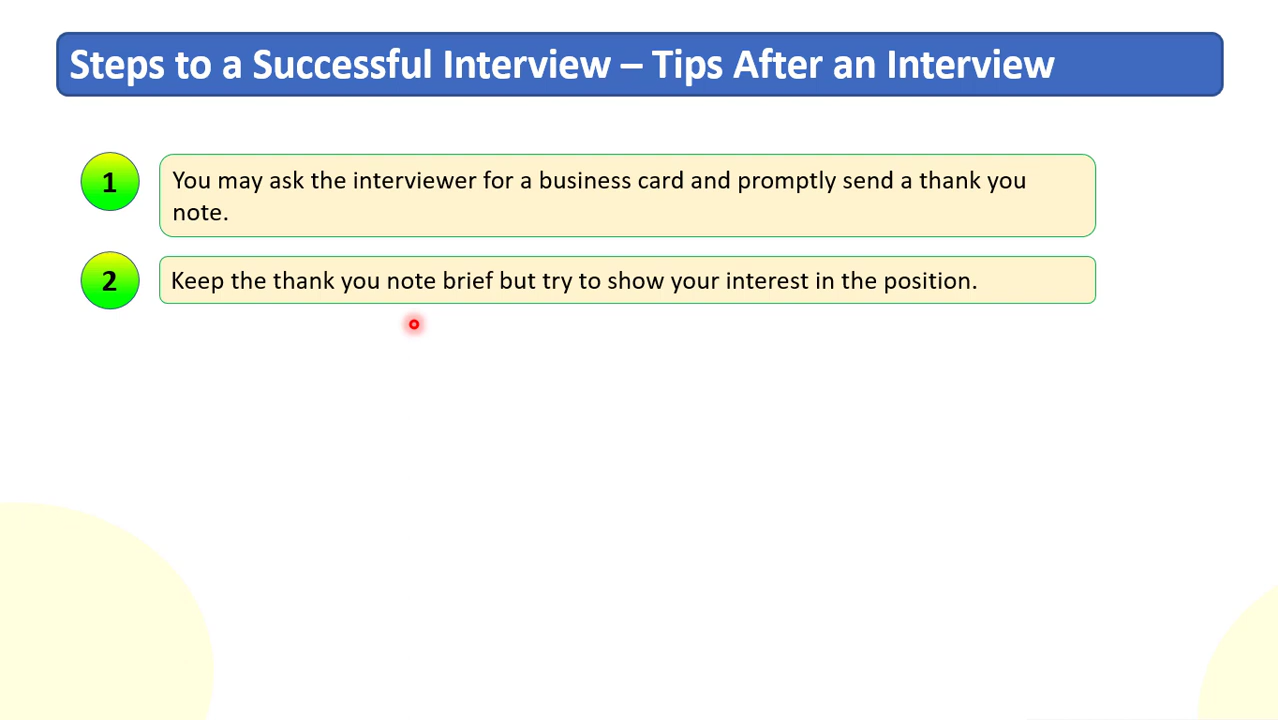 Steps to a Successful Interview – Tips After an Interview
1
You may ask the interviewer for a business card and promptly send a thank you
note.
2
Keep the thank you note brief but try to show your interest in the position.